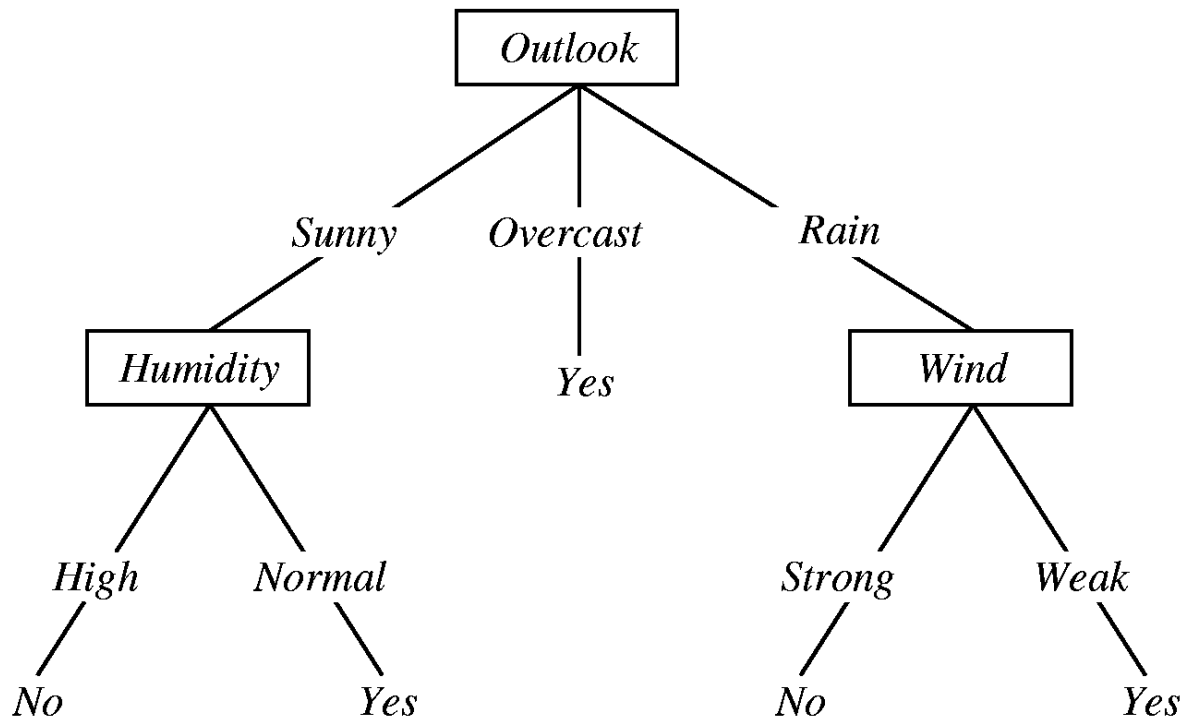 Outlook
Sunny Overcast Rain
Humidity Yes Wind
High Normal Strong Weak
No Yes No Yes